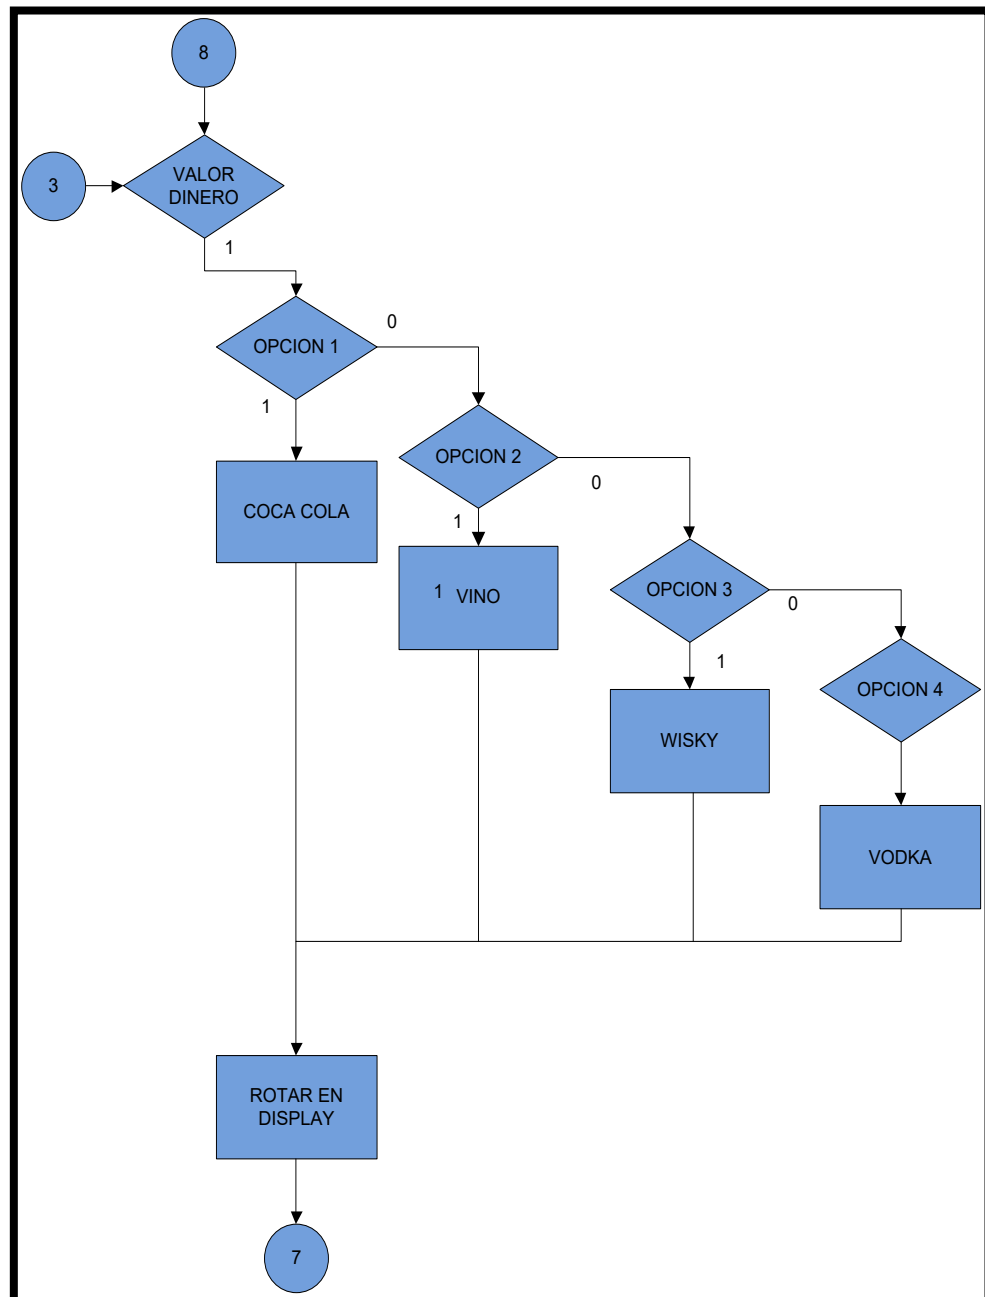 8
3
VALOR
DINERO
1
OPCION 1
0
1
OPCION 2
0
COCA COLA
1
1 VINO
OPCION 3
0
1
OPCION 4
WISKY
VODKA
ROTAR EN
DISPLAY
7